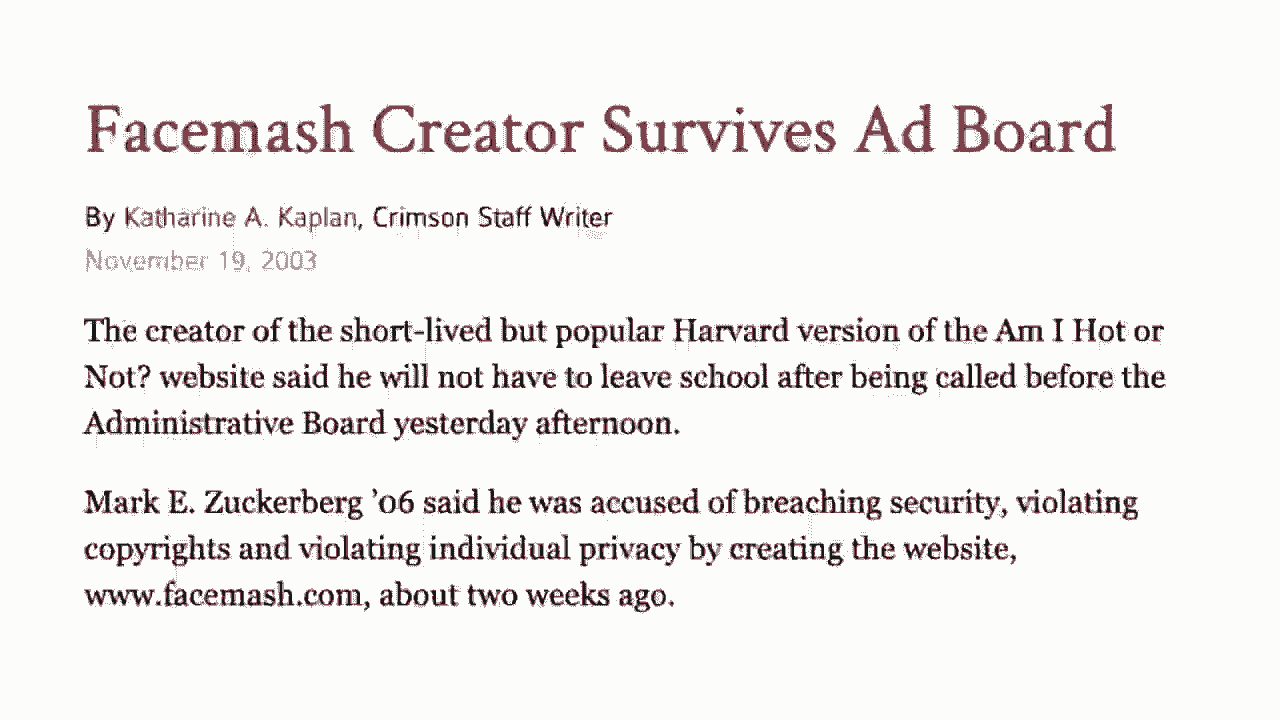 Facemash Creator Survives Ad Board
By Katharine A. Kaplan, Crimson Staff Writer
November 19, 2003
The creator of the short-lived but popular Harvard version of the Am I Hot or
Not? website said he will not have to leave school after being called before the
Administrative Board yesterday afternoon.
Mark E. Zuckerberg ’06 said he was accused of breaching security, violating
copyrights and violating individual privacy by creating the website,
www.facemash.com, about two weeks ago.